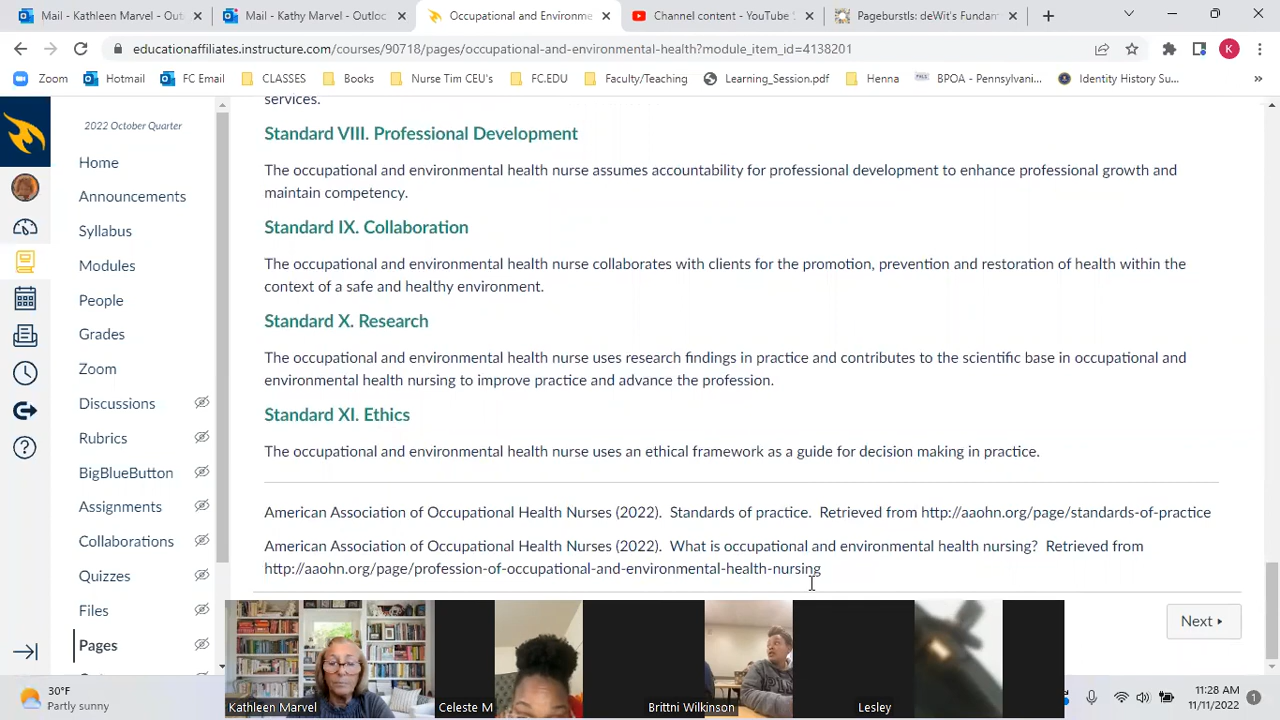 Mail - Kathleen Marvel - Out
Mail - Kathy Marvel - Outloo
Occupational and Environme
Channel content - YouTube S
Pageburstls: deWit's Fundam
educationaffiliates.instructure.com/courses/90718/pages/occupational-and-environmental-health?module_item_id=4138201
K
Zoom
Hotmail
FC Email
CLASSES
Books
Nurse Tim CEU's
FC.EDU
Faculty/Teaching
Learning_Session.pdf
Henna
BPOA - Pennsylvani...
Identity History Su...
»
2022 October Quarter
Home
Announcements
Syllabus
Modules
People
Grades
Zoom
Discussions
Rubrics
BigBlueButton
Assignments
Collaborations
Quizzes
Files
Pages
services.
Standard VIII. Professional Development
The occupational and environmental health nurse assumes accountability for professional development to enhance professional growth and
maintain competency.
Standard IX. Collaboration
The occupational and environmental health nurse collaborates with clients for the promotion, prevention and restoration of health within the
context of a safe and healthy environment.
Standard X. Research
The occupational and environmental health nurse uses research findings in practice and contributes to the scientific base in occupational and
environmental health nursing to improve practice and advance the profession.
Standard XI. Ethics
The occupational and environmental health nurse uses an ethical framework as a guide for decision making in practice.
American Association of Occupational Health Nurses (2022). Standards of practice. Retrieved from http://aaohn.org/page/standards-of-practice
American Association of Occupational Health Nurses (2022). What is occupational and environmental health nursing? Retrieved from
http://aaohn.org/page/profession-of-occupational-and-environmental-health-nursing
Next
Kathleen Marvel
Celeste M
Brittni Wilkinson
Lesley
30°F
Partly sunny
11:28 AM
11/11/2022
1